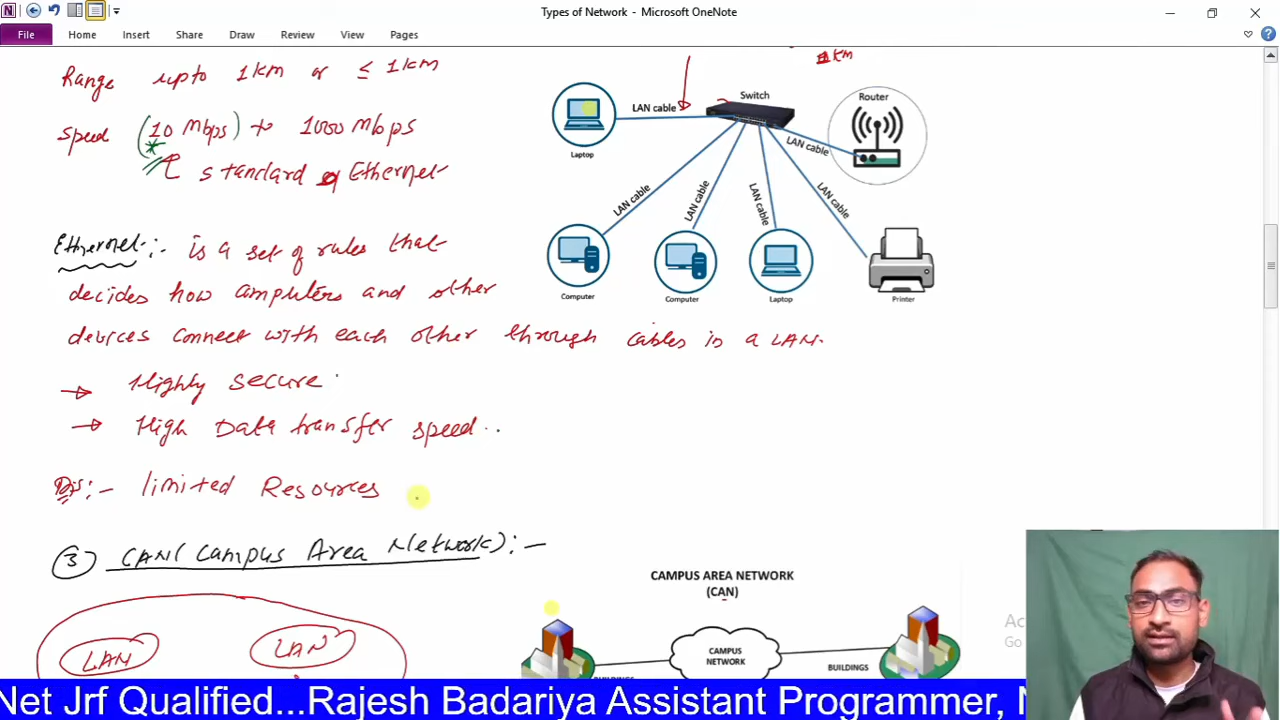 Types of Network - Microsoft OneNote
File Home Insert Share Draw Review View Pages
Range upto 1km or ≤ 1km
Speed (10 Mbps) to 1000 Mbps
* standard of Ethernet
Ethernet:- is a set of rules that
decides how computers and other
devices connect with each other through cables in a LAN.
→ Highly secure
→ High Data transfer speed..
Dis:- limited Resources
③ CAN (Campus Area Network):-
LAN
LAN
km
Switch
Router
LAN cable
Laptop
LAN cable
LAN cable
LAN cable
LAN cable
LAN cable
Computer
Computer
Laptop
Printer
CAMPUS AREA NETWORK
(CAN)
CAMPUS
NETWORK
BUILDINGS
BUILDINGS
Go
Net Jrf Qualified...Rajesh Badariya Assistant Programmer,